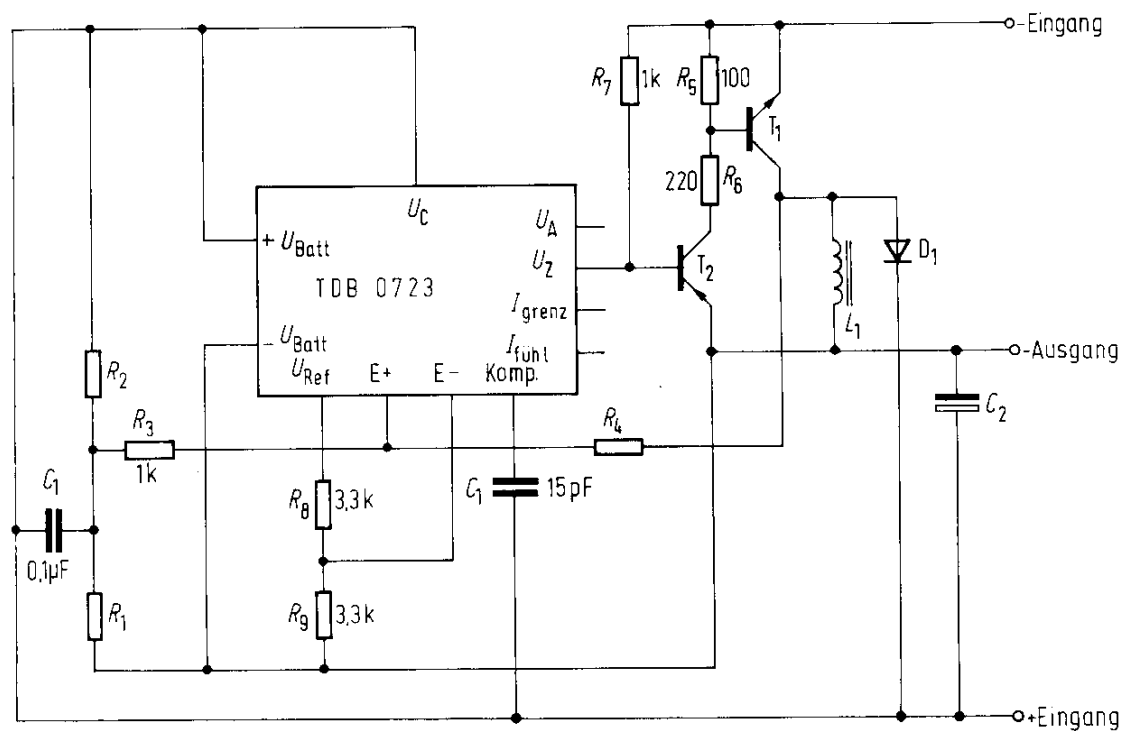 -Eingang
R7
1k
R5
100
T1
220
R6
UC
UA
+ UBatt
UZ
T2
D1
TDB 0723
Igrenz
L1
- UBatt
Ifühl
-Ausgang
URef
E+
E-
Komp.
R2
C2
R3
R4
1k
C1
C1
15pF
R8
3,3k
0,1µF
R1
R9
3,3k
+Eingang